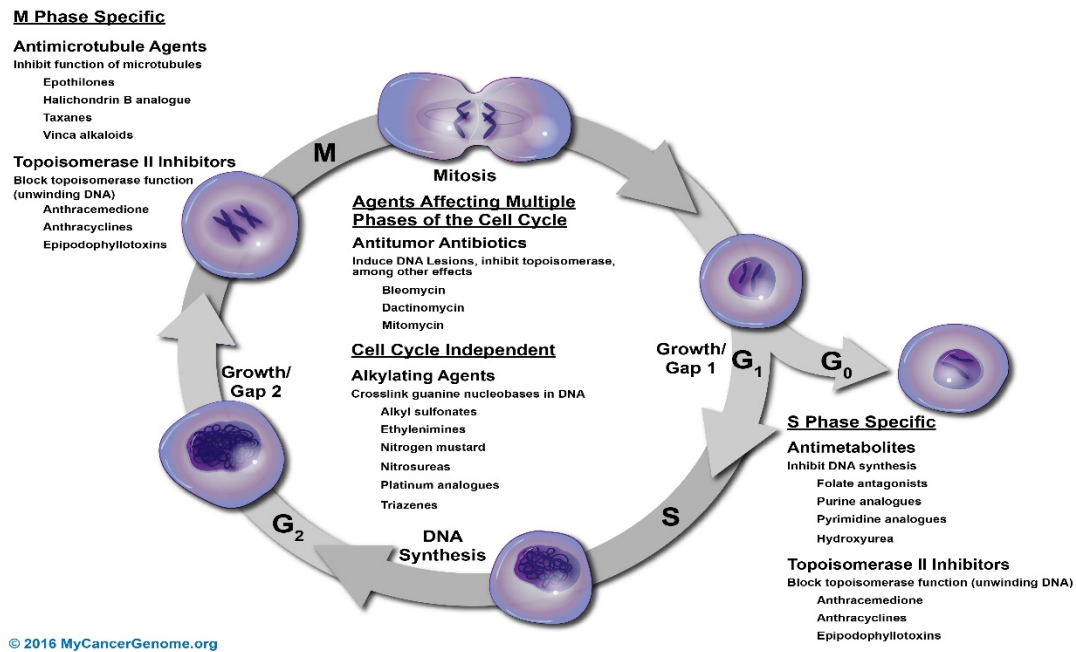 M Phase Specific
Antimicrotubule Agents
Inhibit function of microtubules
Epothilones
Halichondrin B analogue
Taxanes
Vinca alkaloids
Topoisomerase II Inhibitors
Block topoisomerase function
(unwinding DNA)
Anthracemedione
Anthracyclines
Epipodophyllotoxins
M
Mitosis
Agents Affecting Multiple
Phases of the Cell Cycle
Antitumor Antibiotics
Induce DNA Lesions, inhibit topoisomerase,
among other effects
Bleomycin
Dactinomycin
Mitomycin
Cell Cycle Independent
Alkylating Agents
Crosslink guanine nucleobases in DNA
Alkyl sulfonates
Ethylenimines
Nitrogen mustard
Nitrosureas
Platinum analogues
Triazenes
Growth/
Gap 1
G1
G0
S Phase Specific
Antimetabolites
Inhibit DNA synthesis
Folate antagonists
Purine analogues
Pyrimidine analogues
Hydroxyurea
Topoisomerase II Inhibitors
Block topoisomerase function (unwinding DNA)
Anthracemedione
Anthracyclines
Epipodophyllotoxins
S
DNA
Synthesis
G2
Growth/
Gap 2
© 2016 MyCancerGenome.org